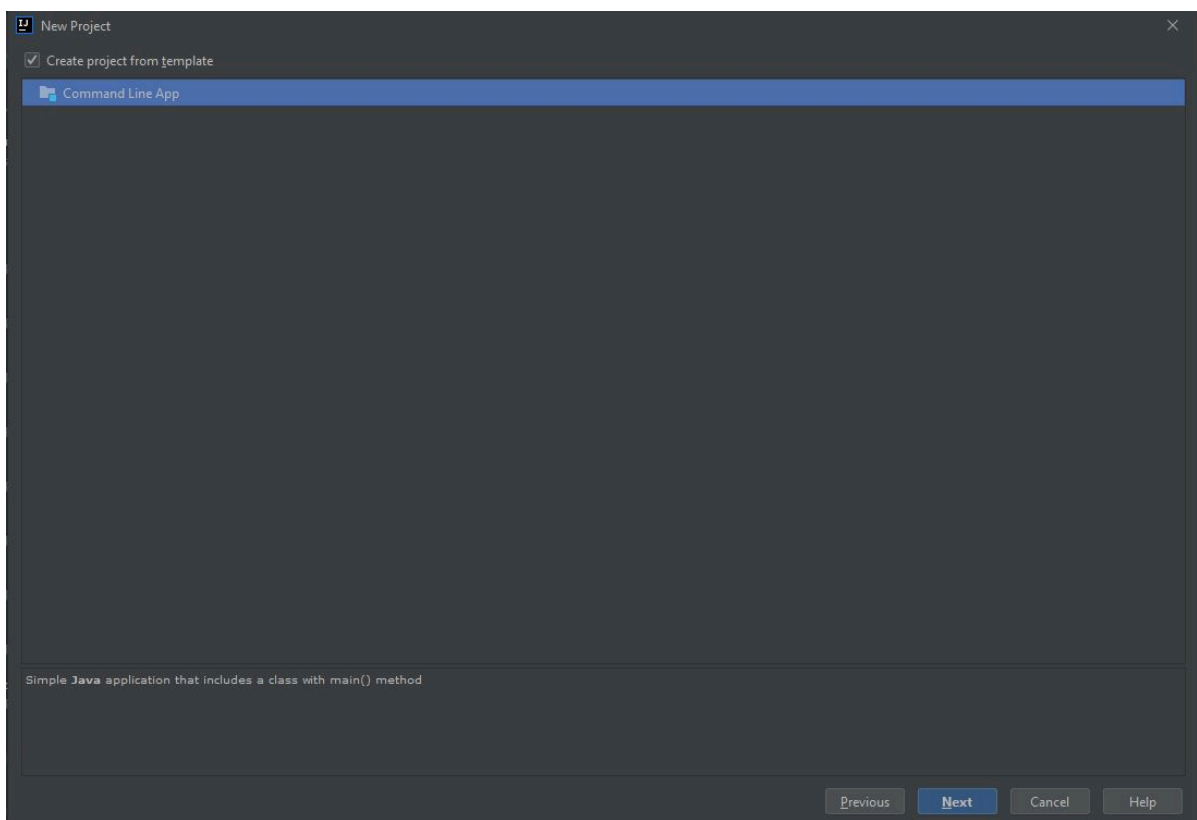 IJ New Project
Create project from template
Command Line App
Simple Java application that includes a class with main() method
Previous Next Cancel Help